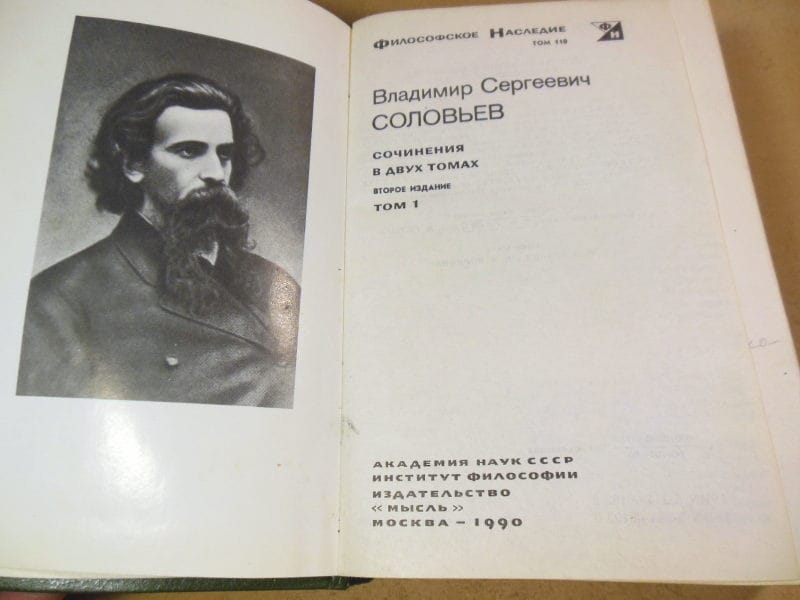 Философское Наследие
ТОМ 110
Ф
Н
Владимир Сергеевич
СОЛОВЬЕВ
СОЧИНЕНИЯ
В ДВУХ ТОМАХ
ВТОРОЕ ИЗДАНИЕ
ТОМ 1
АКАДЕМИЯ НАУК СССР
ИНСТИТУТ ФИЛОСОФИИ
ИЗДАТЕЛЬСТВО
«МЫСЛЬ»
МОСКВА – 1990